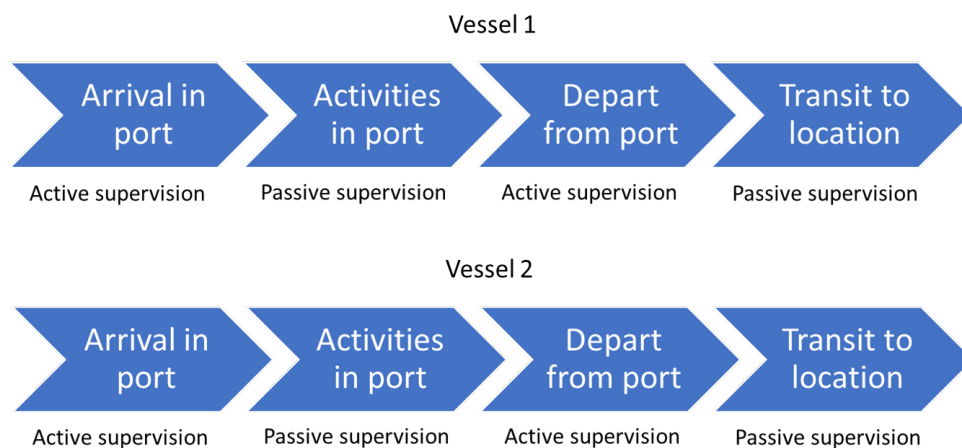 Vessel 1
Arrival in
port
Activities
in port
Depart
from port
Transit to
location
Active supervision
Passive supervision
Active supervision
Passive supervision
Vessel 2
Arrival in
port
Activities
in port
Depart
from port
Transit to
location
Active supervision
Passive supervision
Active supervision
Passive supervision